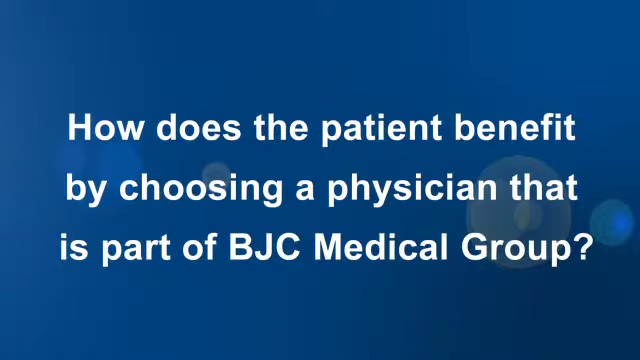 How does the patient benefit
by choosing a physician that
is part of BJC Medical Group?